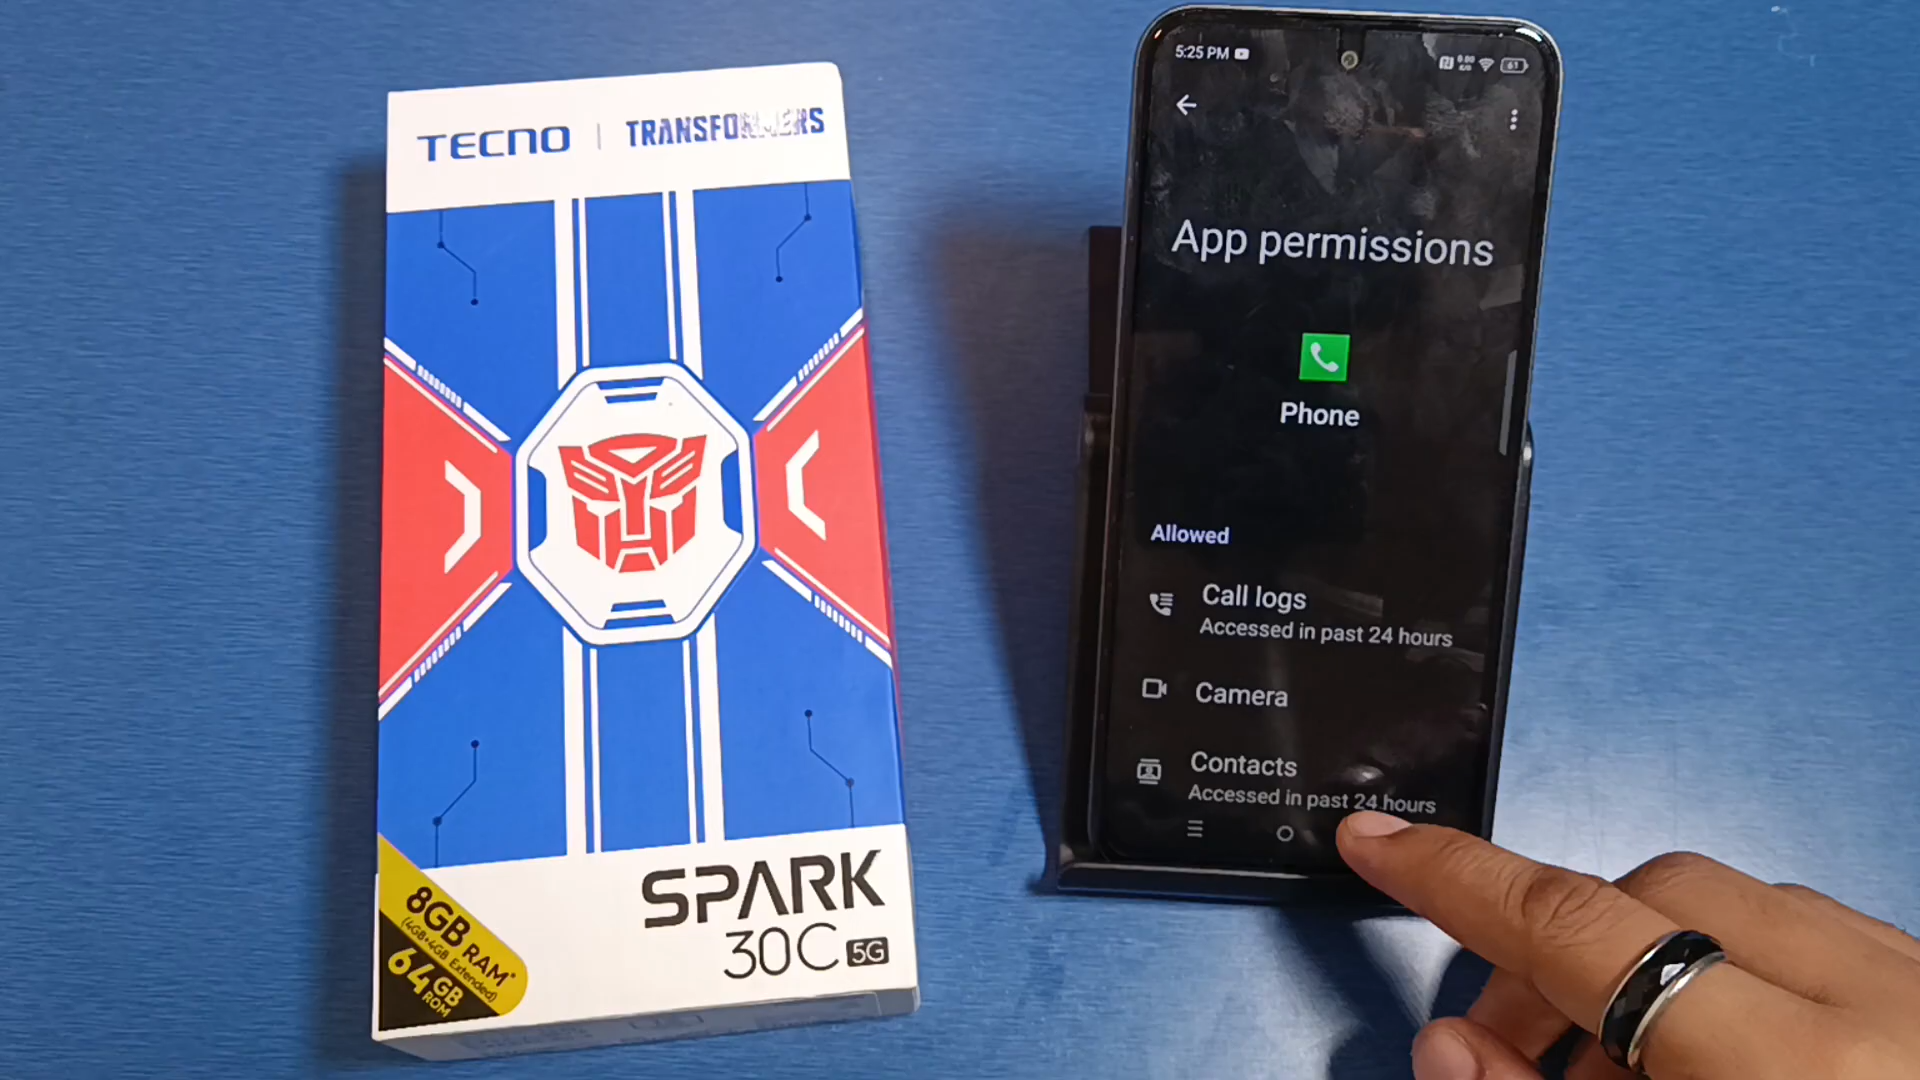 TECNO | TRANSFORMERS
SPARK
30C 5G
8GB RAM*
(4GB+4GB Extended)
64GB ROM
5:25 PM
61
App permissions
Phone
Allowed
Call logs
Accessed in past 24 hours
Camera
Contacts
Accessed in past 24 hours